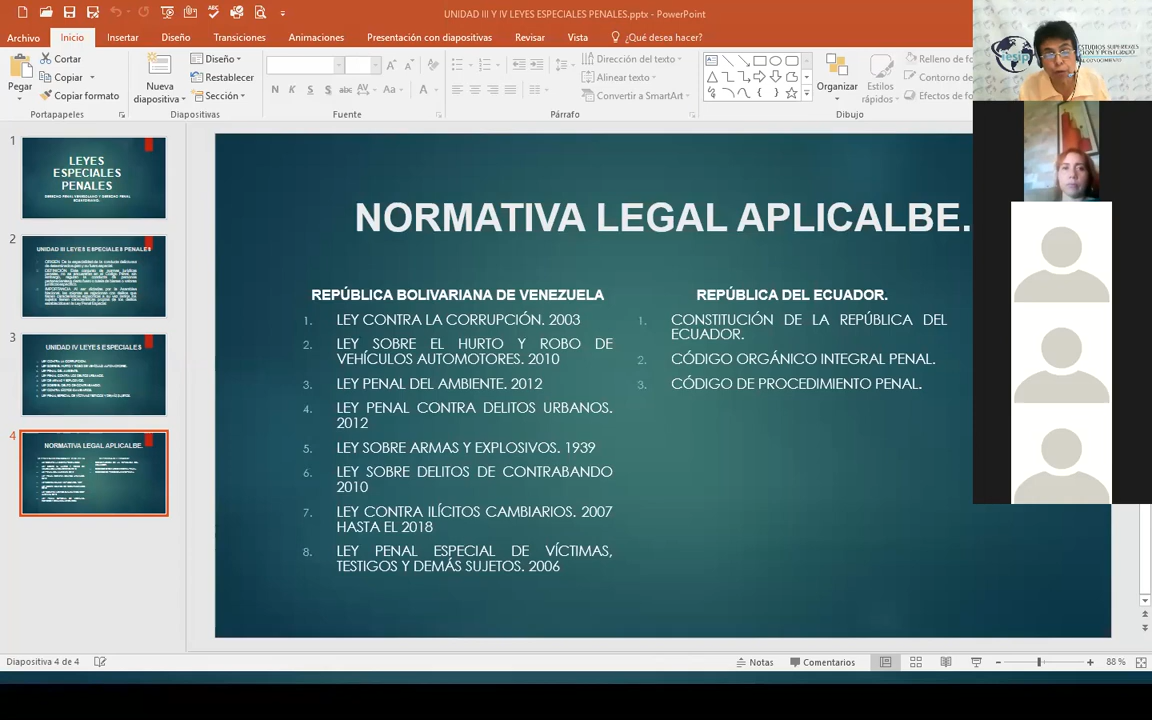 UNIDAD III Y IV LEYES ESPECIALES PENALES.pptx - PowerPoint
Archivo Inicio Insertar Diseño Transiciones Animaciones Presentación con diapositivas Revisar Vista ¿Qué desea hacer?
Pegar
Cortar
Copiar
Copiar formato
Portapapeles
Nueva
diapositiva
Diseño
Restablecer
Sección
Diapositivas
N K S S abc AV Aa A
Fuente
Dirección del texto
Alinear texto
Convertir a SmartArt
Párrafo
Organizar
Estilos
rápidos
Relleno de fo
Contorno de
Efectos de fo
Dibujo
1
LEYES
ESPECIALES
PENALES
2
UNIDAD III LEYES ESPECIALES PENALES
3
UNIDAD IV LEYES ESPECIALES
4
NORMATIVA LEGAL APLICALBE.
NORMATIVA LEGAL APLICALBE.
REPÚBLICA BOLIVARIANA DE VENEZUELA
1. LEY CONTRA LA CORRUPCIÓN. 2003
2. LEY SOBRE EL HURTO Y ROBO DE
VEHÍCULOS AUTOMOTORES. 2010
3. LEY PENAL DEL AMBIENTE. 2012
4. LEY PENAL CONTRA DELITOS URBANOS.
2012
5. LEY SOBRE ARMAS Y EXPLOSIVOS. 1939
6. LEY SOBRE DELITOS DE CONTRABANDO
2010
7. LEY CONTRA ILÍCITOS CAMBIARIOS. 2007
HASTA EL 2018
8. LEY PENAL ESPECIAL DE VÍCTIMAS,
TESTIGOS Y DEMÁS SUJETOS. 2006
REPÚBLICA DEL ECUADOR.
1. CONSTITUCIÓN DE LA REPÚBLICA DEL
ECUADOR.
2. CÓDIGO ORGÁNICO INTEGRAL PENAL.
3. CÓDIGO DE PROCEDIMIENTO PENAL.
Diapositiva 4 de 4
Notas Comentarios 88 %